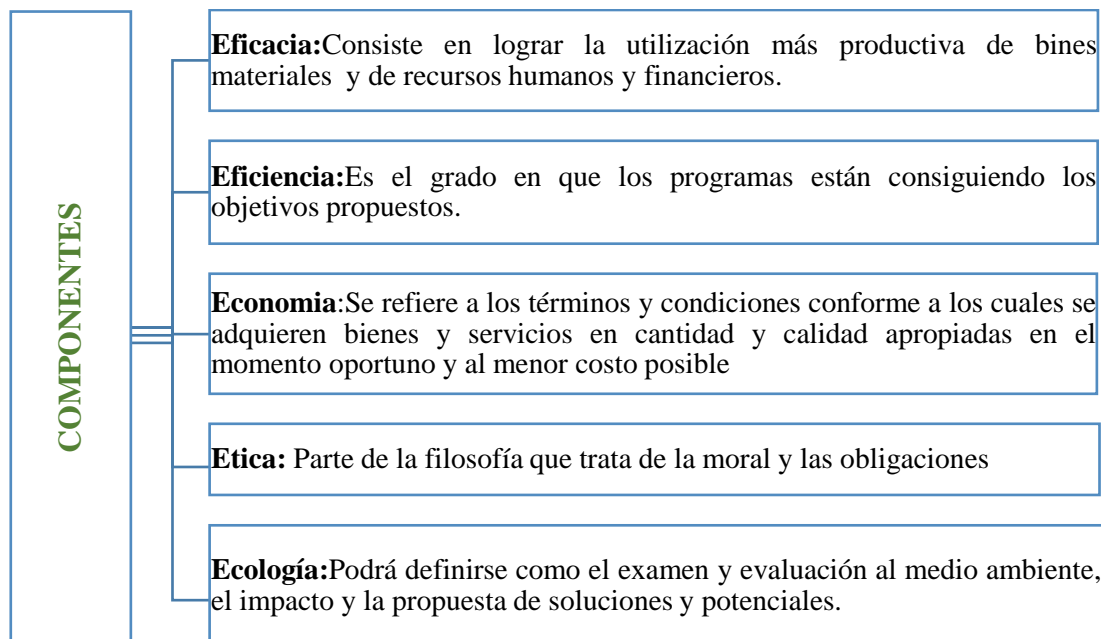 COMPONENTES
Eficacia:Consiste en lograr la utilización más productiva de bines
materiales y de recursos humanos y financieros.
Eficiencia:Es el grado en que los programas están consiguiendo los
objetivos propuestos.
Economia:Se refiere a los términos y condiciones conforme a los cuales se
adquieren bienes y servicios en cantidad y calidad apropiadas en el
momento oportuno y al menor costo posible
Etica: Parte de la filosofía que trata de la moral y las obligaciones
Ecología:Podrá definirse como el examen y evaluación al medio ambiente,
el impacto y la propuesta de soluciones y potenciales.